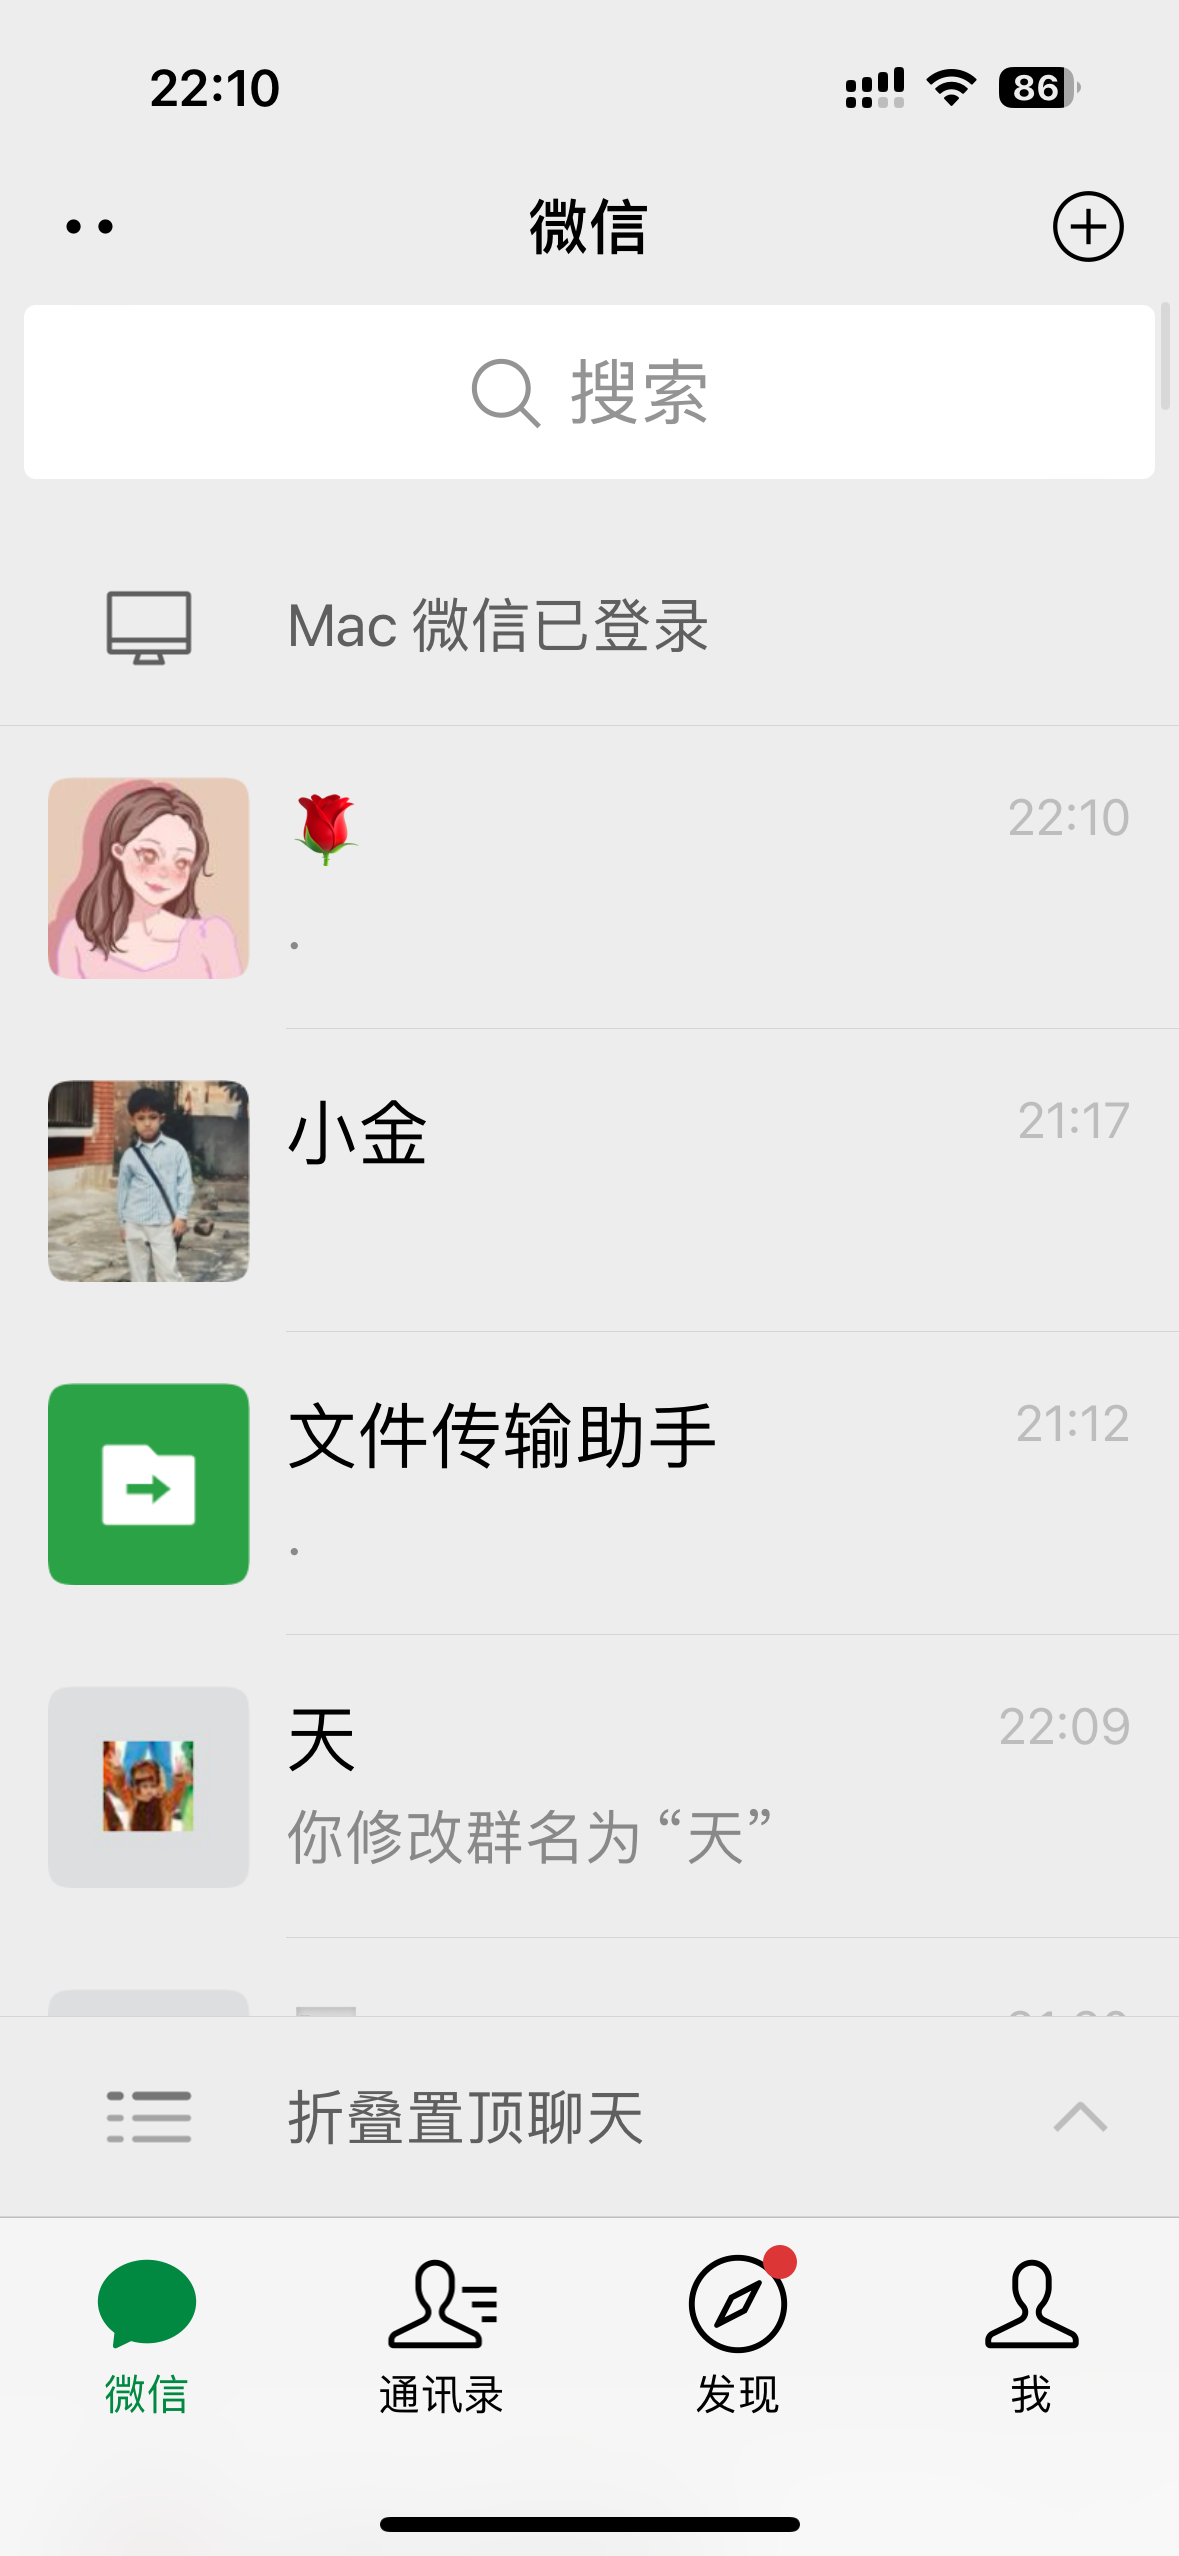 22:10
86
微信
搜索
Mac 微信已登录
🌹
22:10
.
小金
21:17
文件传输助手
21:12
.
天
22:09
你修改群名为 “天”
折叠置顶聊天
微信
通讯录
发现
我